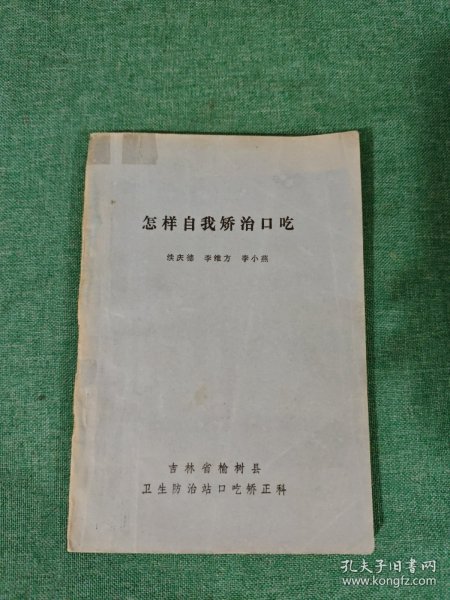 怎样自我矫治口吃
续庆德 李维方 李小燕
吉林省榆树县
卫生防治站口吃矫正科
孔夫子旧书网
www.kongfz.com